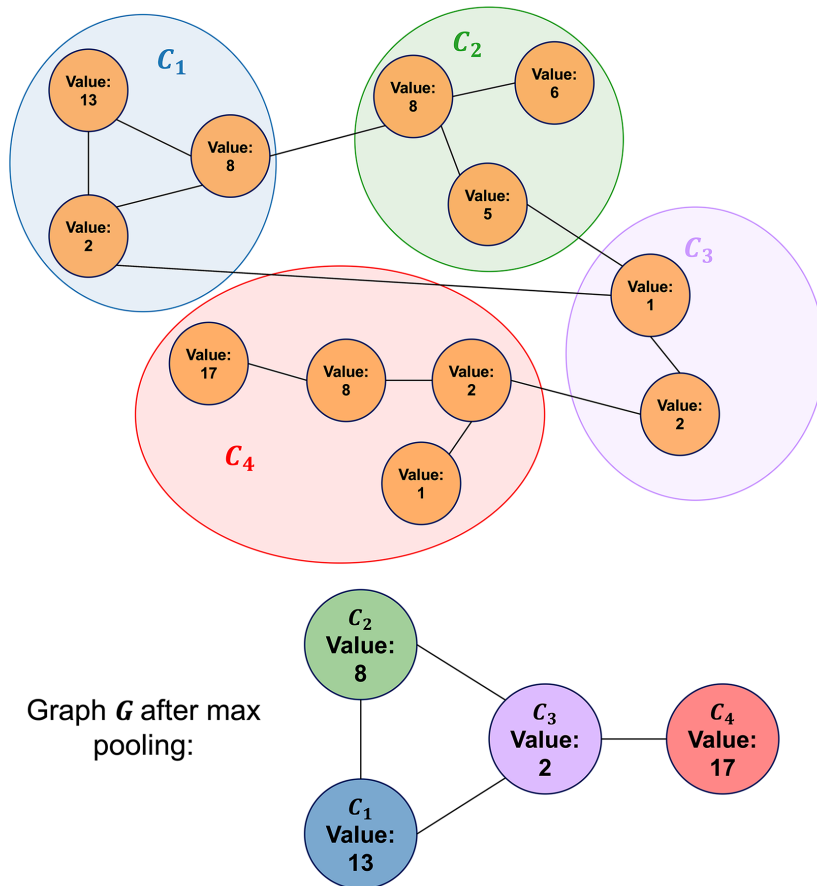 C₁
Value:
13
Value:
8
Value:
2
C₂
Value:
8
Value:
6
Value:
5
C₃
Value:
1
Value:
2
Value:
17
Value:
8
Value:
2
Value:
1
C₄
Graph G after max
pooling:
C₂
Value:
8
C₃
Value:
2
C₄
Value:
17
C₁
Value:
13